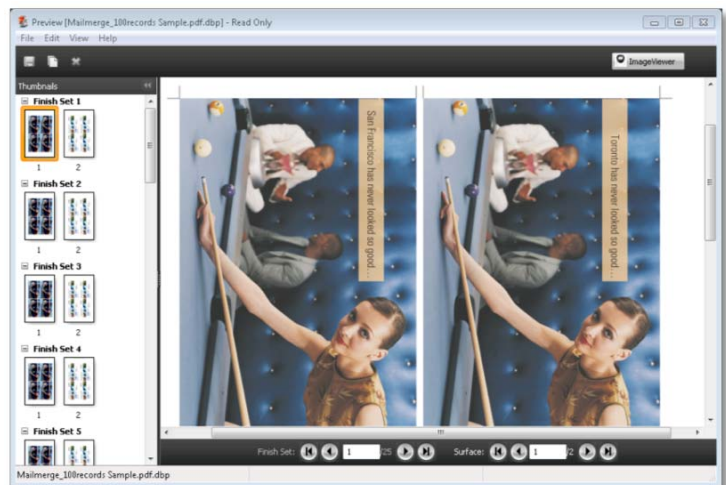 Preview [Mailmerge_100records Sample.pdf.dbp] - Read Only
File Edit View Help
ImageViewer
Thumbnails
Finish Set 1
1 2
Finish Set 2
1 2
Finish Set 3
1 2
Finish Set 4
1 2
Finish Set 5
San Francisco has never looked so good...
Toronto has never looked so good...
Finish Set: 1 /25 Surface: 1 /2
Mailmerge_100records Sample.pdf.dbp